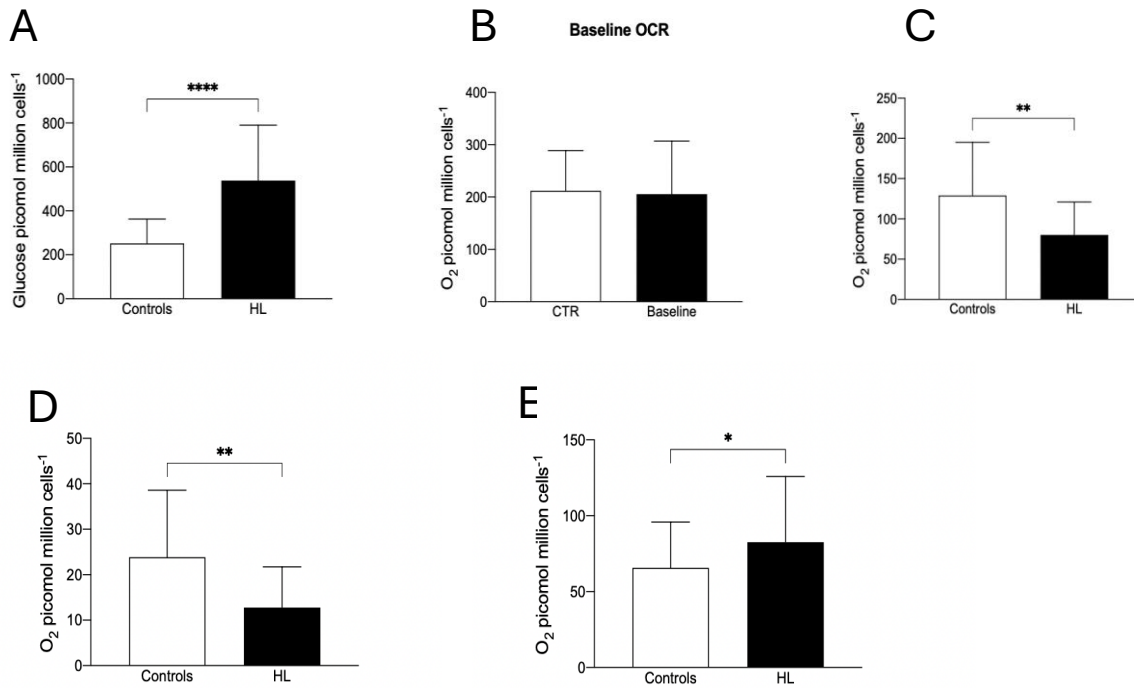 A
Glucose picomol million cells⁻¹
1000
800
600
400
200
0
****
Controls
HL
B
Baseline OCR
O₂ picomol million cells⁻¹
400
300
200
100
0
CTR
Baseline
C
O₂ picomol million cells⁻¹
250
200
150
100
50
0
**
Controls
HL
D
O₂ picomol million cells⁻¹
50
40
30
20
10
0
**
Controls
HL
E
O₂ picomol million cells⁻¹
150
100
50
0
*
Controls
HL